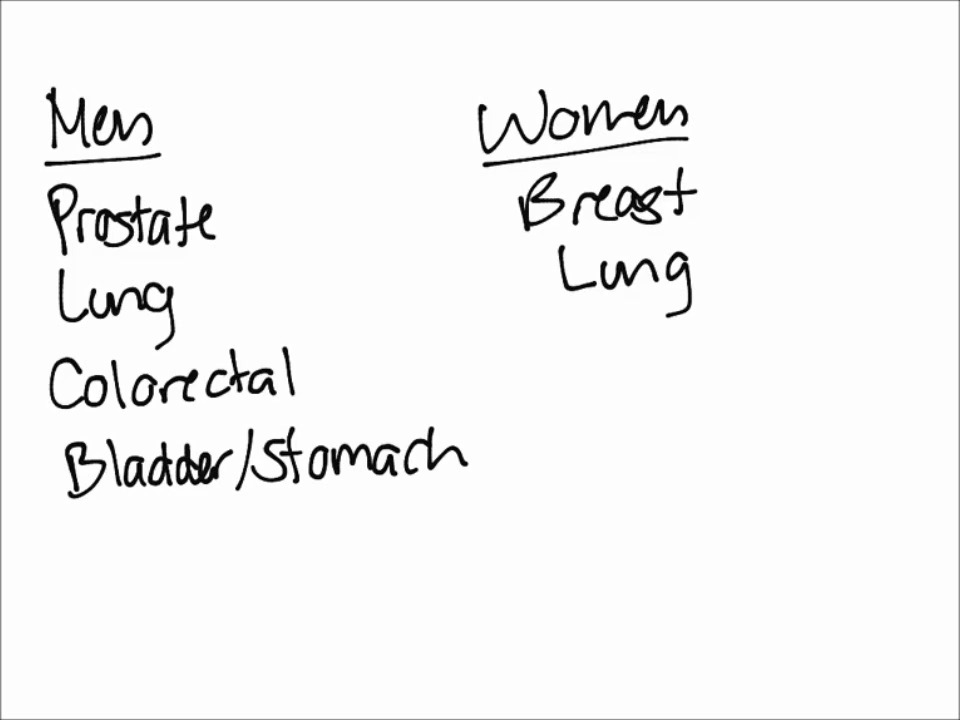 Men
Prostate
Lung
Colorectal
Bladder/Stomach
Women
Breast
Lung